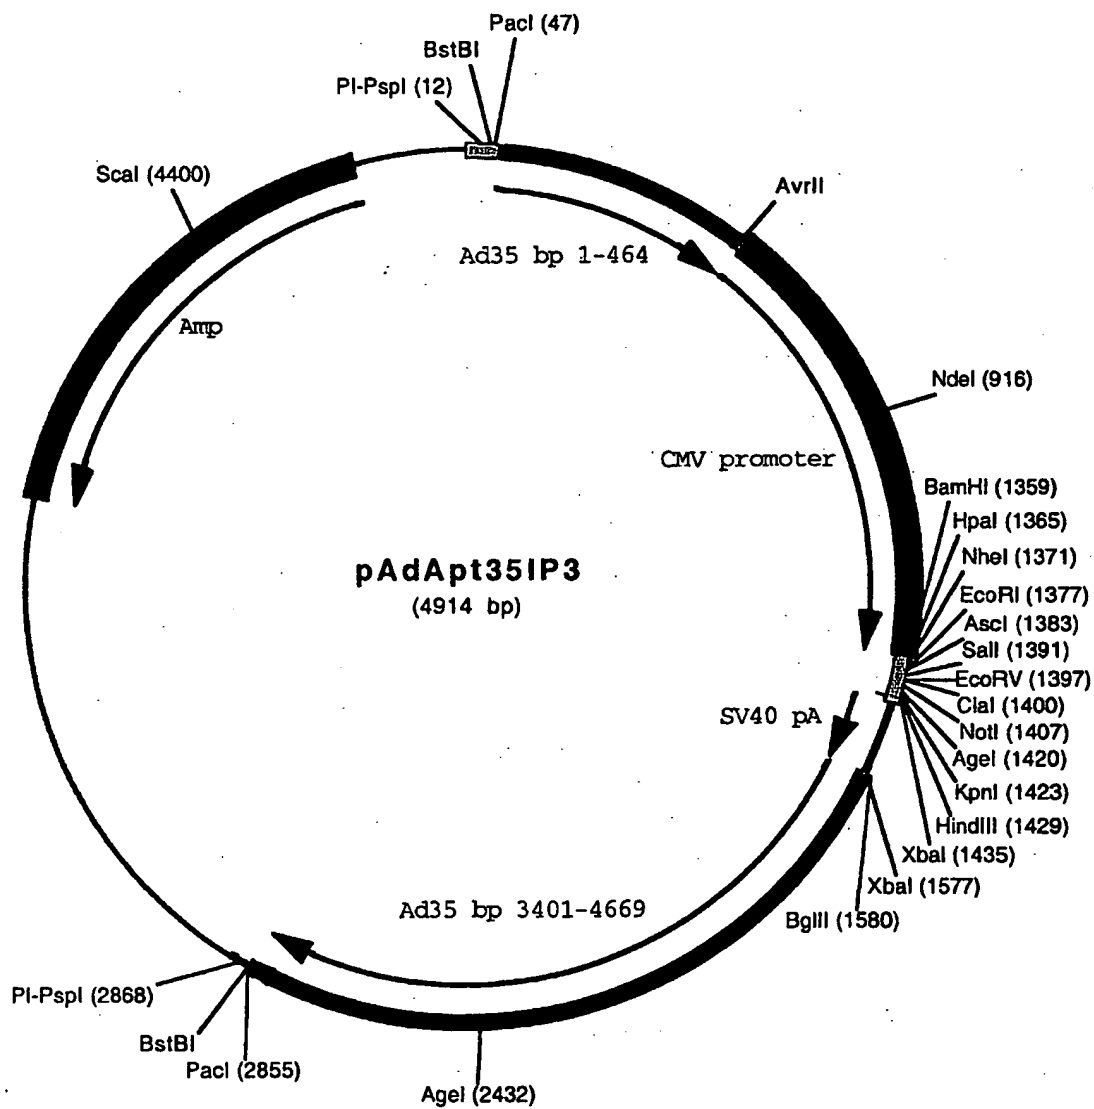 PacI (47)
BstBI
PI-PspI (12)
ScaI (4400)
AvrII
Ad35 bp 1-464
Amp
NdeI (916)
CMV promoter
BamHI (1359)
HpaI (1365)
NheI (1371)
EcoRI (1377)
AscI (1383)
SalI (1391)
EcoRV (1397)
ClaI (1400)
NotI (1407)
AgeI (1420)
KpnI (1423)
HindIII (1429)
XbaI (1435)
XbaI (1577)
BglII (1580)
pAdApt35IP3
(4914 bp)
SV40 pA
Ad35 bp 3401-4669
PI-PspI (2868)
BstBI
PacI (2855)
AgeI (2432)